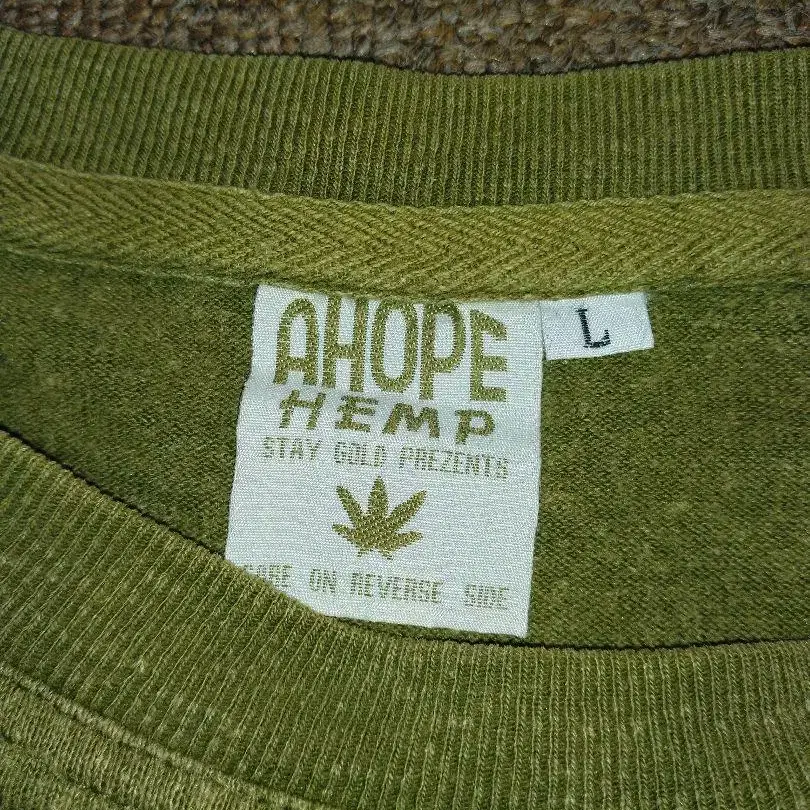 AHOPE
L
HEMP
STAY GOLD PREZENTS
CARE ON REVERSE SIDE